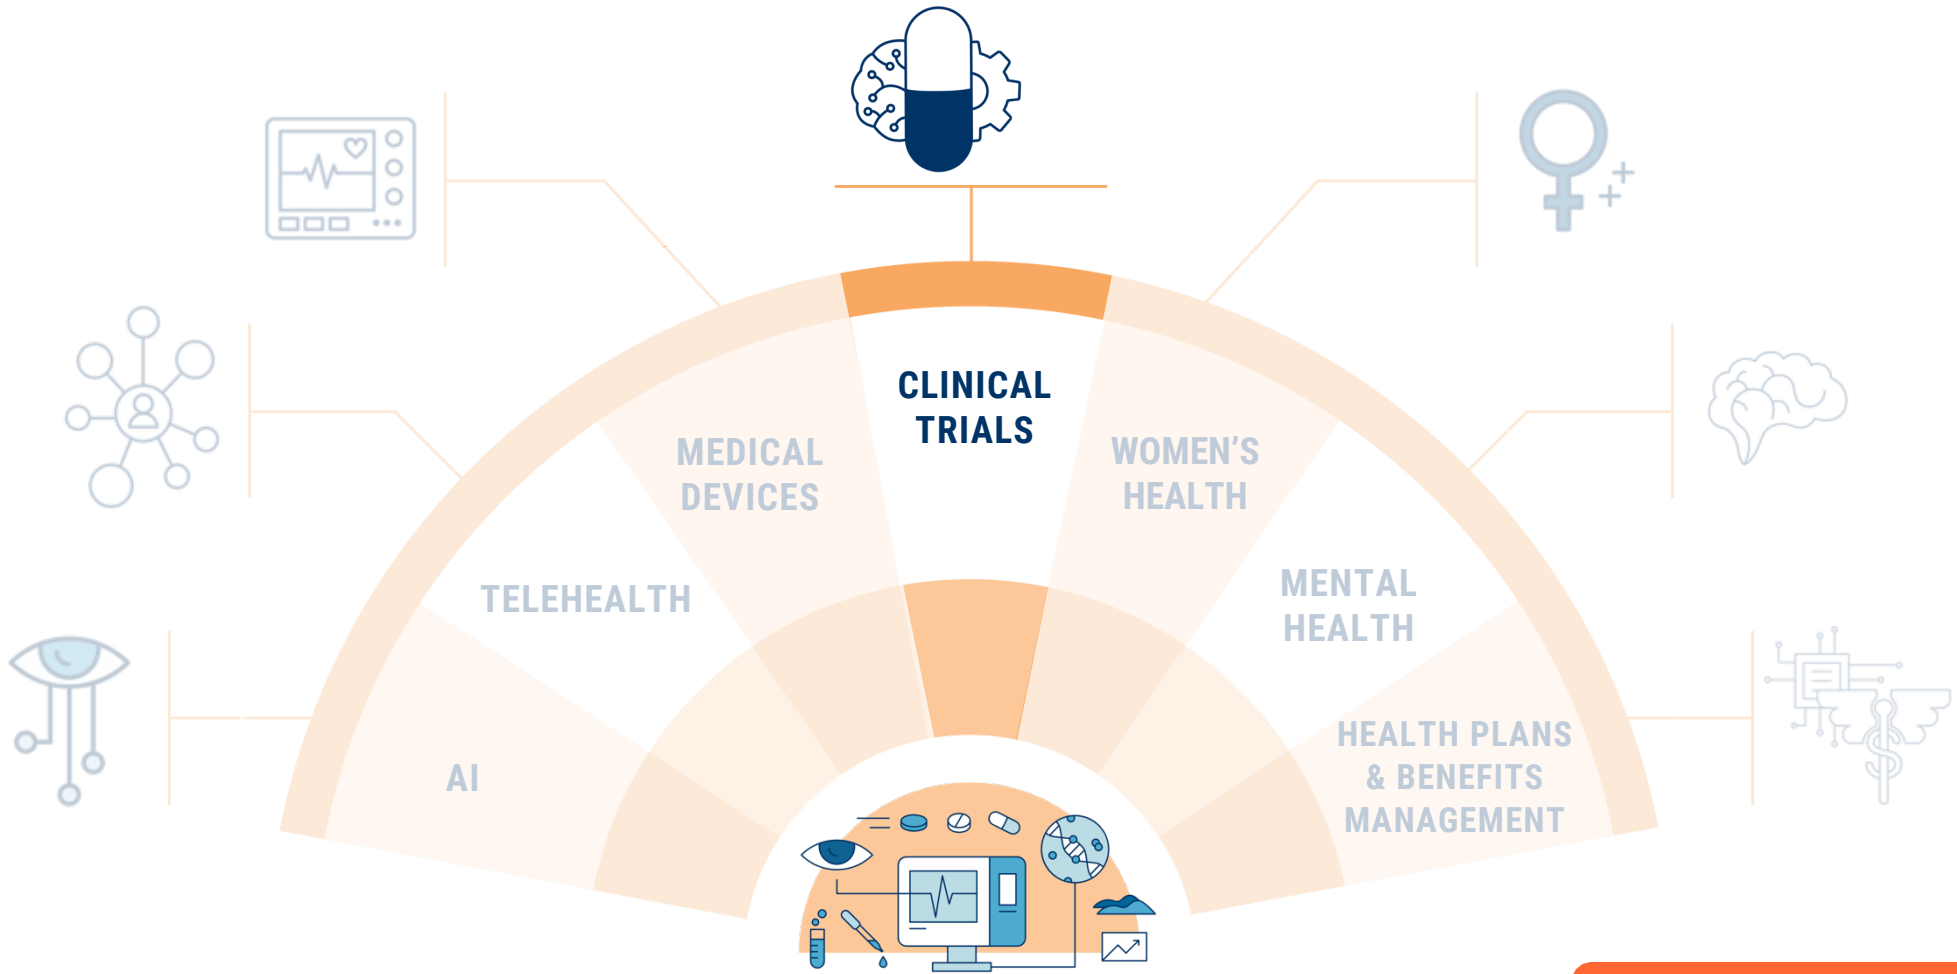 CLINICAL
TRIALS
MEDICAL
DEVICES
WOMEN'S
HEALTH
TELEHEALTH
MENTAL
HEALTH
AI
HEALTH PLANS
& BENEFITS
MANAGEMENT